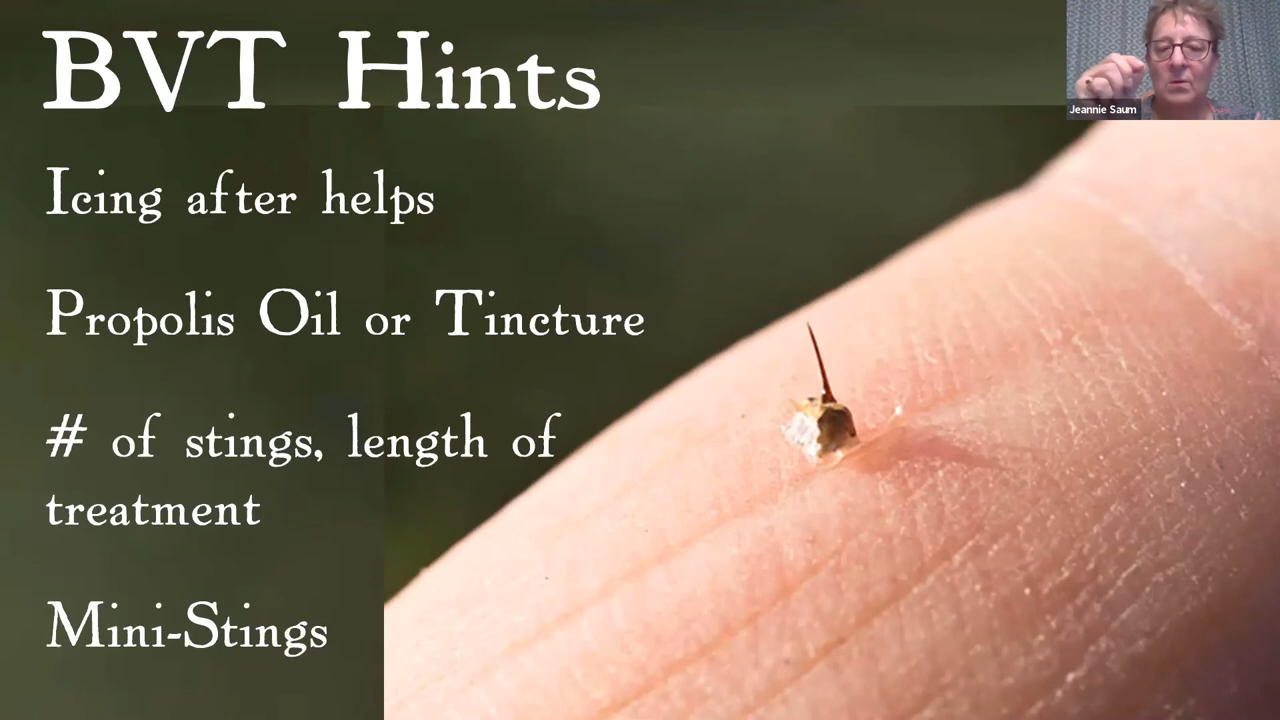 BVT Hints
Jeannie Saum
Icing after helps
Propolis Oil or Tincture
# of stings, length of
treatment
Mini-Stings